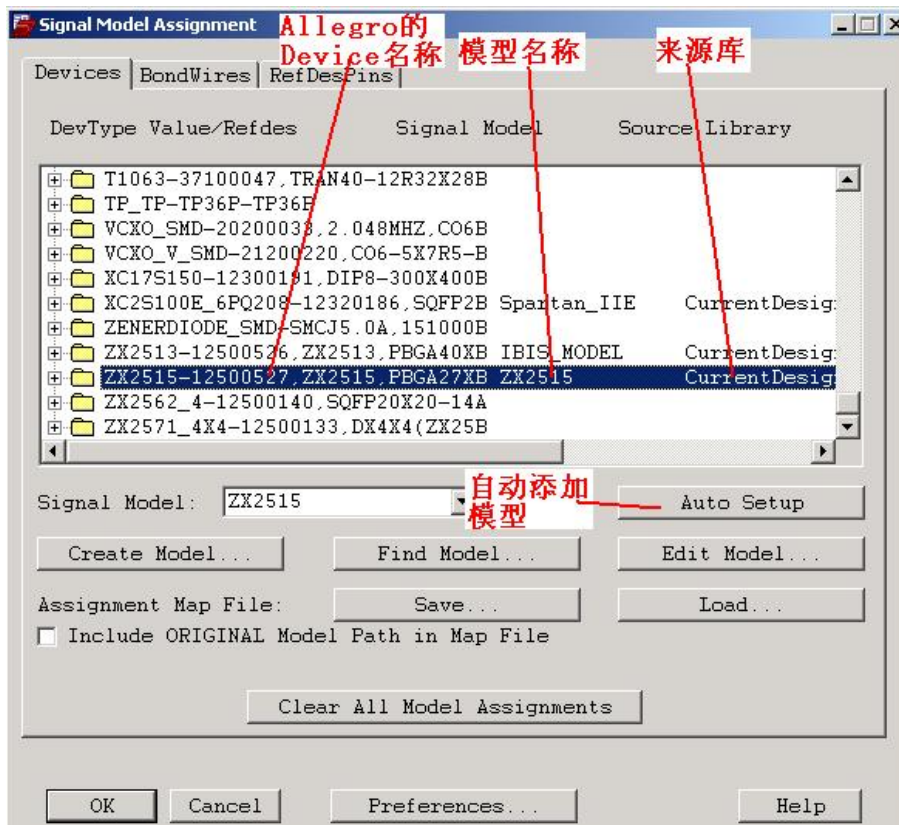 Signal Model Assignment
Allegro的
Device名称
模型名称
来源库
Devices
BondWires
RefDesPins
DevType Value/Refdes
Signal Model
Source Library
T1063-37100047,TRAN40-12R32X28B
TP_TP-TP36P-TP36P
VCXO_SMD-20200033,2.048MHZ,CO6B
VCXO_V_SMD-21200220,CO6-5X7R5-B
XC17S150-12300191,DIP8-300X400B
XC2S100E_6PQ208-12320186,SQFP2B Spartan_IIE CurrentDesig
ZENERDIODE_SMD-SMCJ5.0A,151000B
ZX2513-12500526,ZX2513,PBGA40XB IBIS_MODEL CurrentDesig
ZX2515-12500527,ZX2515,PBGA27XB ZX2515 CurrentDesig
ZX2562_4-12500140,SQFP20X20-14A
ZX2571_4X4-12500133,DX4X4(ZX25B
Signal Model:
ZX2515
自动添加
模型
Auto Setup
Create Model...
Find Model...
Edit Model...
Assignment Map File:
Save...
Load...
Include ORIGINAL Model Path in Map File
Clear All Model Assignments
OK
Cancel
Preferences...
Help